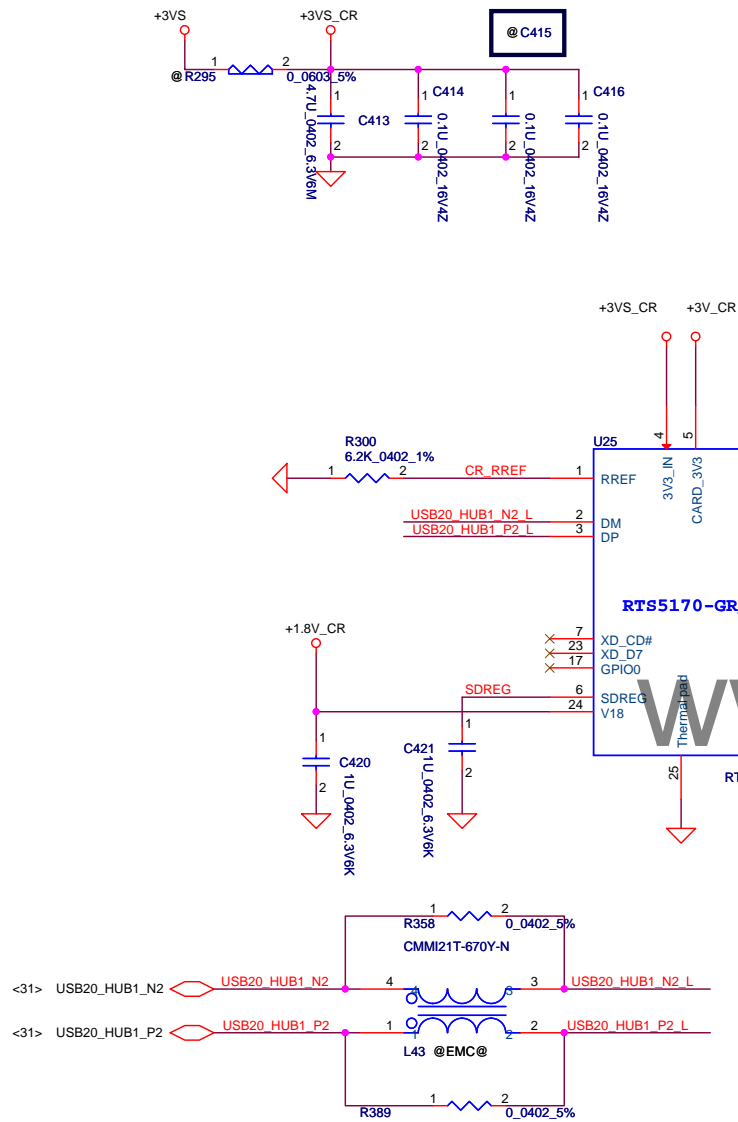 +3VS
+3VS_CR
@ C415
@ R295
1
2
0_0603_5%
1
4.7U_0402_6.3V6M
C413
2
1
C414
0.1U_0402_16V4Z
2
1
0.1U_0402_16V4Z
2
1
C416
0.1U_0402_16V4Z
2
+3VS_CR
+3V_CR
4
5
U25
3V3_IN
CARD_3V3
R300
6.2K_0402_1%
1
2
CR_RREF
1
RREF
USB20_HUB1_N2_L
2
DM
USB20_HUB1_P2_L
3
DP
RTS5170-GR
+1.8V_CR
7
XD_CD#
23
XD_D7
17
GPIO0
SDREG
6
SDREG
24
V18
Thermal pad
25
1
C420
2
1U_0402_6.3V6K
1
C421
2
1U_0402_6.3V6K
RT
1
2
R358
0_0402_5%
CMMI21T-670Y-N
<31>
USB20_HUB1_N2
USB20_HUB1_N2
4
4
3
3
USB20_HUB1_N2_L
<31>
USB20_HUB1_P2
USB20_HUB1_P2
1
1
2
2
USB20_HUB1_P2_L
L43
@EMC@
1
2
R389
0_0402_5%